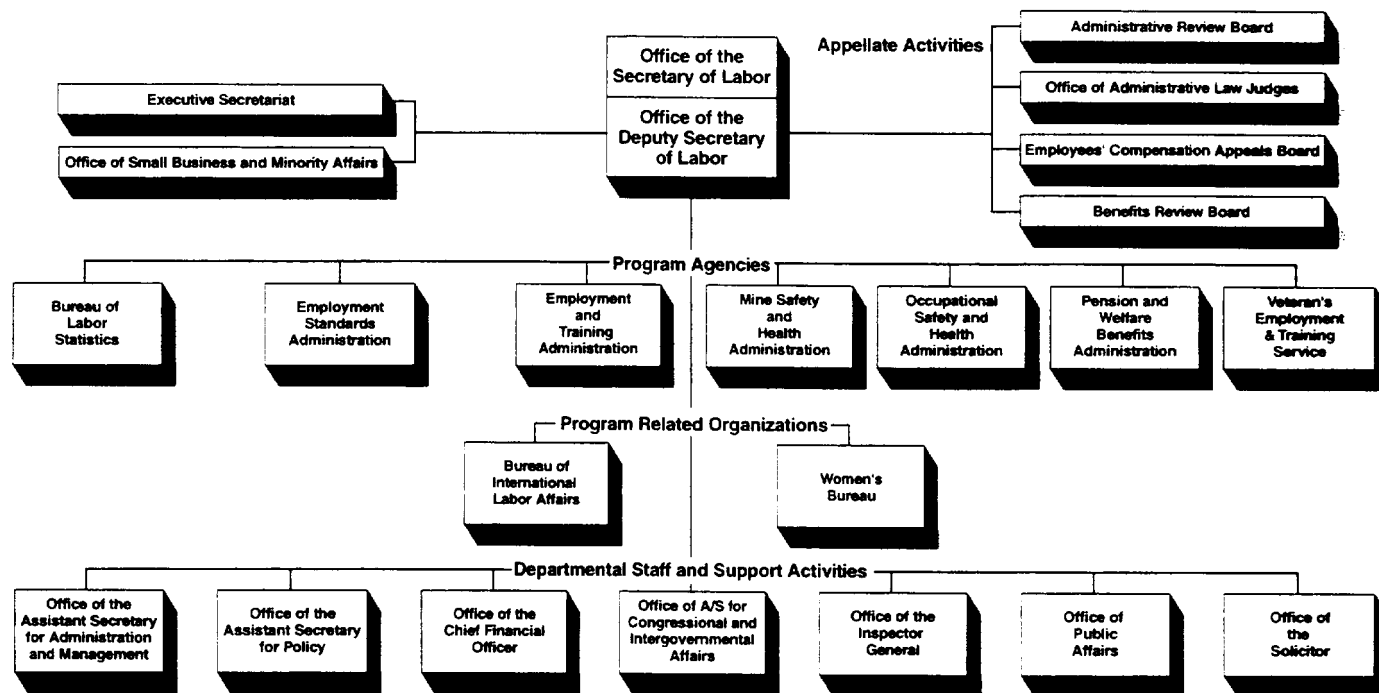 Office of the
Secretary of Labor
Office of the
Deputy Secretary
of Labor
Executive Secretariat
Office of Small Business and Minority Affairs
Appellate Activities
Administrative Review Board
Office of Administrative Law Judges
Employees' Compensation Appeals Board
Benefits Review Board
Program Agencies
Bureau of
Labor
Statistics
Employment
Standards
Administration
Employment
and
Training
Administration
Mine Safety
and
Health
Administration
Occupational
Safety and
Health
Administration
Pension and
Welfare
Benefits
Administration
Veteran's
Employment
& Training
Service
Program Related Organizations
Bureau of
International
Labor Affairs
Women's
Bureau
Departmental Staff and Support Activities
Office of the
Assistant Secretary
for Administration
and Management
Office of the
Assistant Secretary
for Policy
Office of the
Chief Financial
Officer
Office of A/S for
Congressional and
Intergovernmental
Affairs
Office of the
Inspector
General
Office of
Public
Affairs
Office of
the
Solicitor